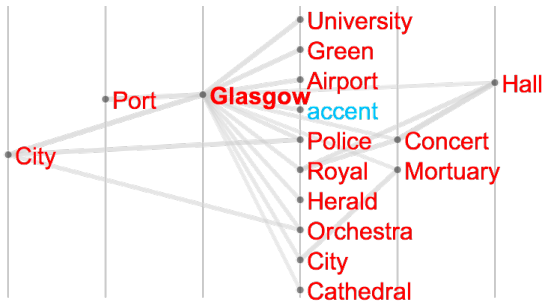 University
Green
Airport
Hall
Port
Glasgow
accent
Police
Concert
City
Royal
Mortuary
Herald
Orchestra
City
Cathedral